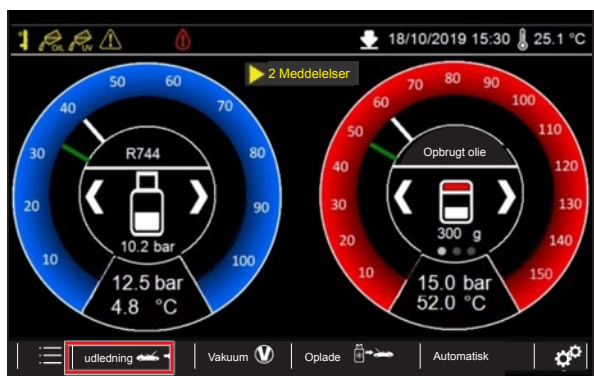 OIL UV 18/10/2019 15:30 25.1 °C
2 Meddelelser
10 20 30 40 50 60 70 80 90 100
R744
10.2 bar
12.5 bar
4.8 °C
10 20 30 40 50 60 70 80 90 100 110 120 130 140 150
Opbrugt olie
300 g
15.0 bar
52.0 °C
udledning Vakuum V Oplade Automatisk